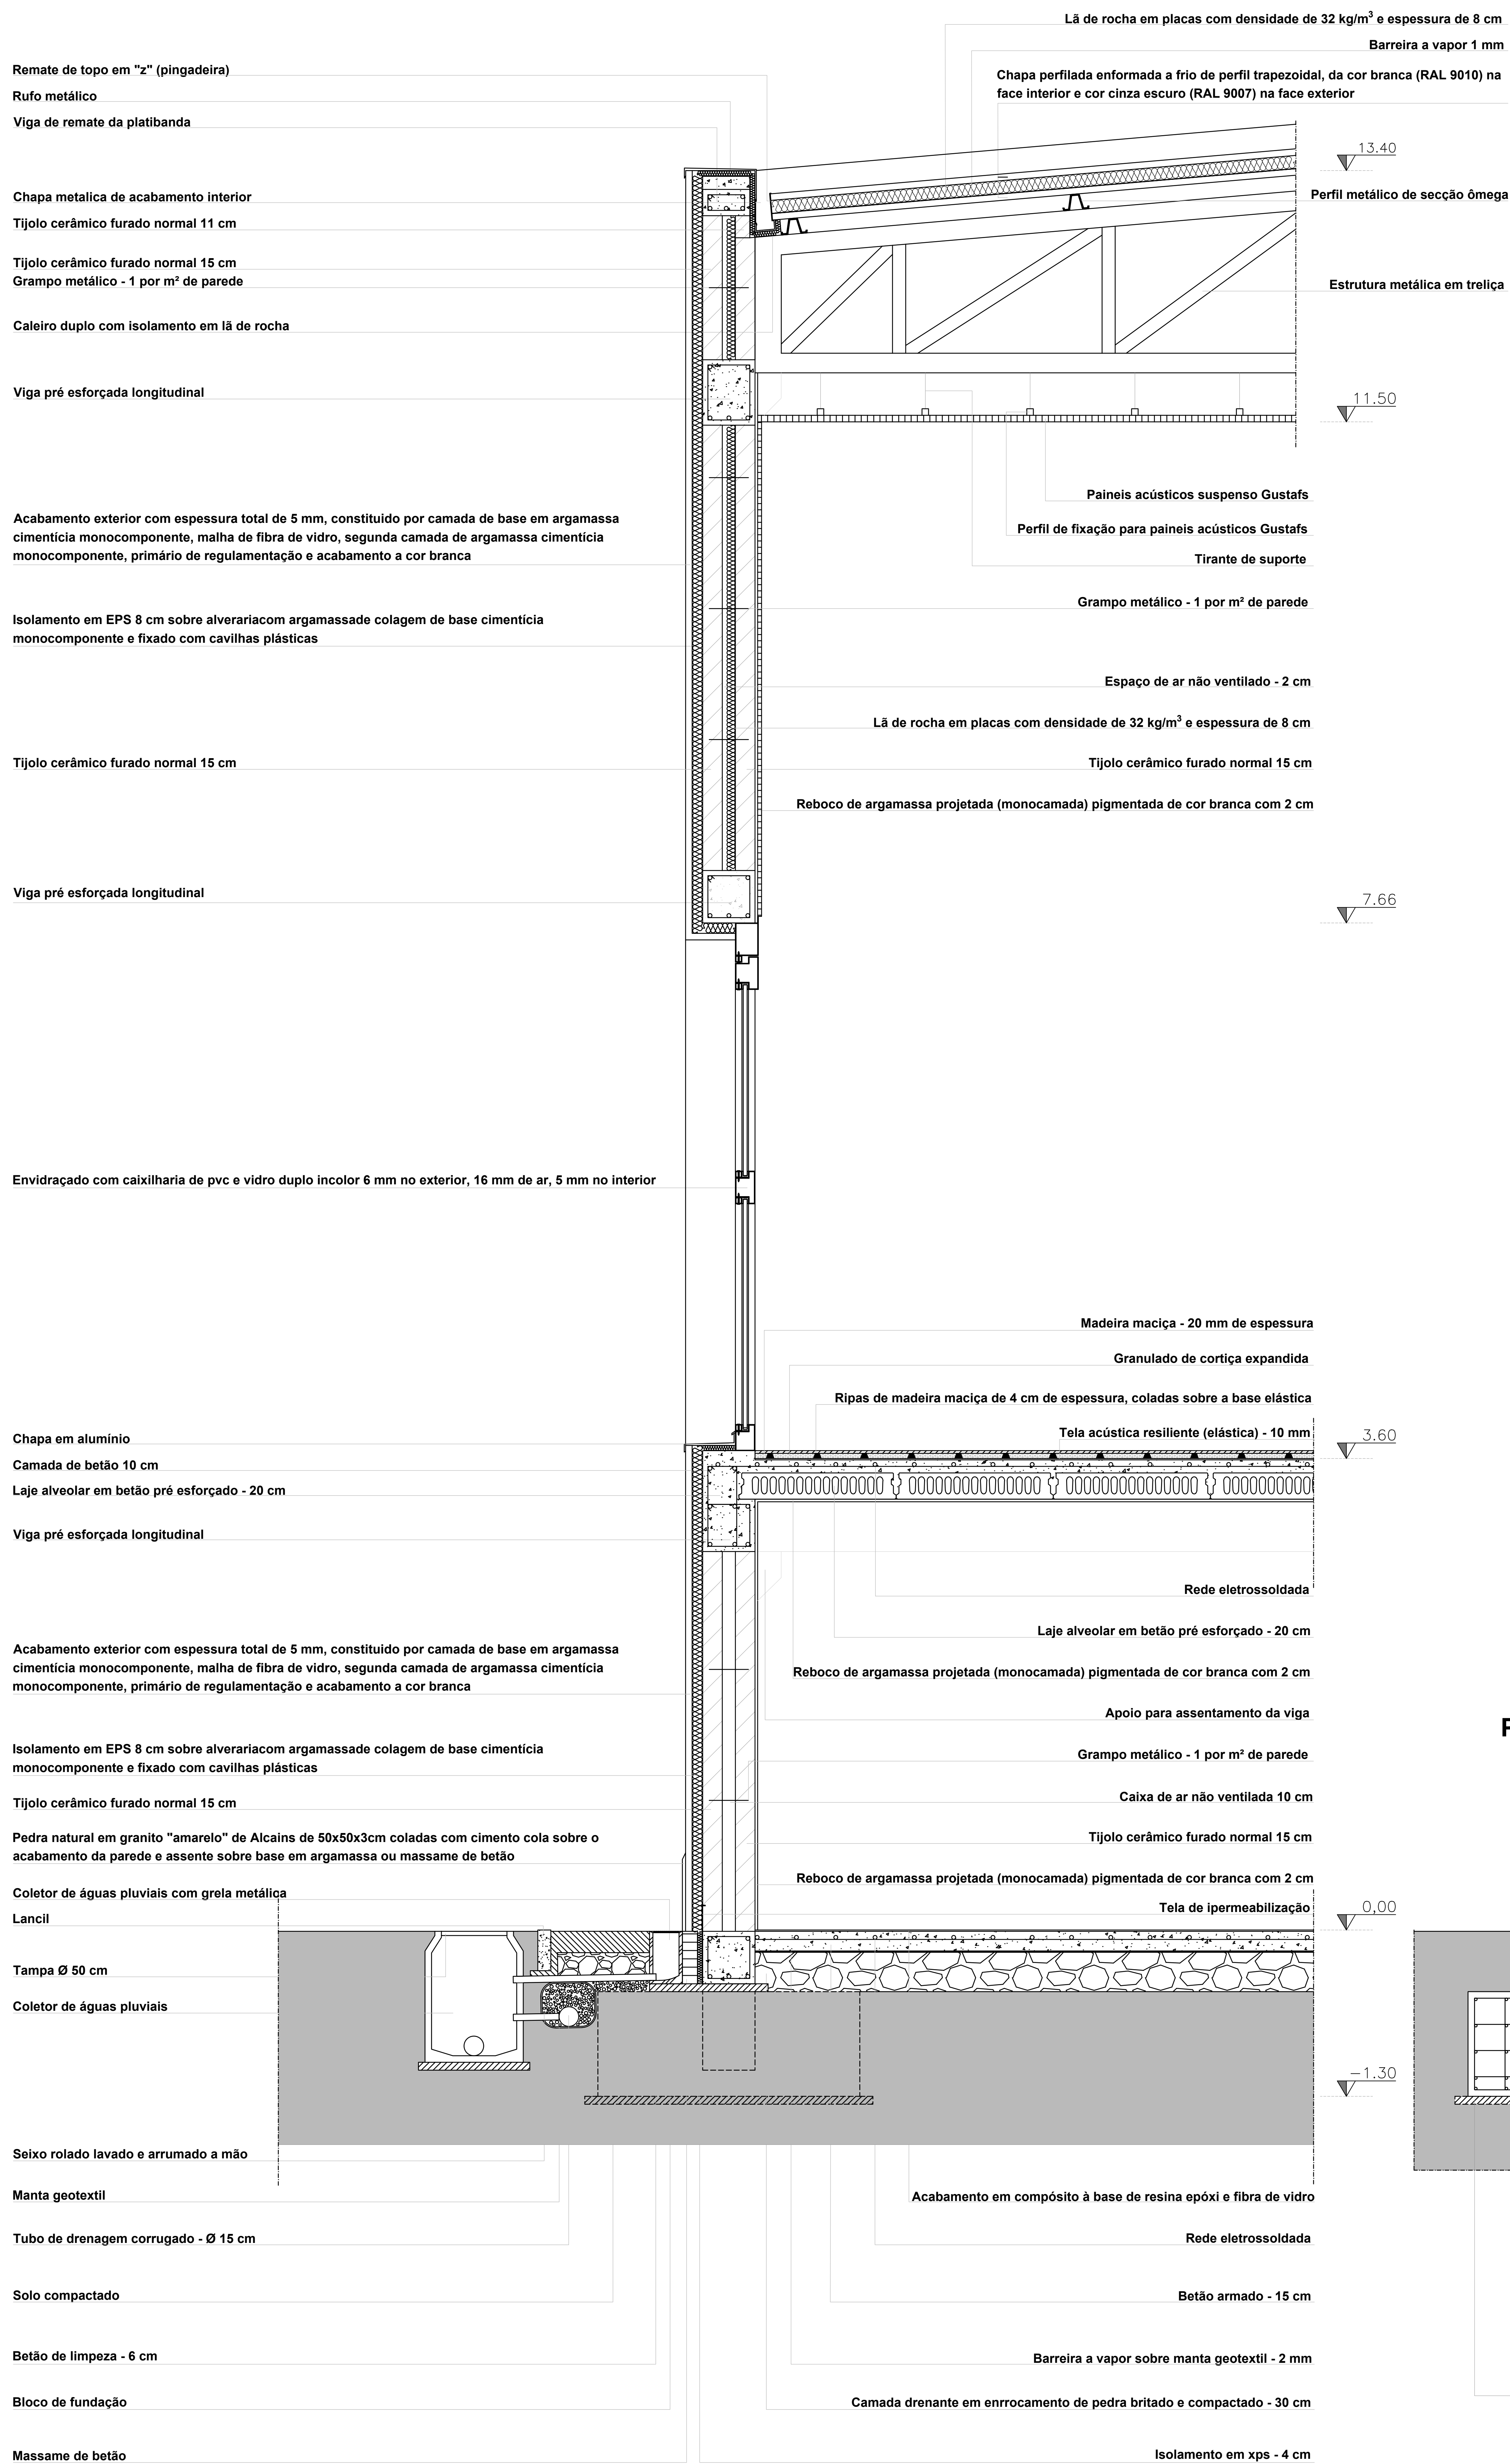 Lã de rocha em placas com densidade de 32 kg/m³ e espessura de 8 cm
Barreira a vapor 1 mm
Chapa perfilada enformada a frio de perfil trapezoidal, da cor branca (RAL 9010) na
face interior e cor cinza escuro (RAL 9007) na face exterior
Remate de topo em "z" (pingadeira)
Rufo metálico
Viga de remate da platibanda
13.40
Chapa metalica de acabamento interior
Perfil metálico de secção ômega
Tijolo cerâmico furado normal 11 cm
Tijolo cerâmico furado normal 15 cm
Grampo metálico - 1 por m² de parede
Estrutura metálica em treliça
Caleiro duplo com isolamento em lã de rocha
Viga pré esforçada longitudinal
11.50
Paineis acústicos suspenso Gustafs
Acabamento exterior com espessura total de 5 mm, constituido por camada de base em argamassa
cimentícia monocomponente, malha de fibra de vidro, segunda camada de argamassa cimentícia
monocomponente, primário de regulamentação e acabamento a cor branca
Perfil de fixação para paineis acústicos Gustafs
Tirante de suporte
Grampo metálico - 1 por m² de parede
Isolamento em EPS 8 cm sobre alverariacom argamassade colagem de base cimentícia
monocomponente e fixado com cavilhas plásticas
Espaço de ar não ventilado - 2 cm
Lã de rocha em placas com densidade de 32 kg/m³ e espessura de 8 cm
Tijolo cerâmico furado normal 15 cm
Tijolo cerâmico furado normal 15 cm
Reboco de argamassa projetada (monocamada) pigmentada de cor branca com 2 cm
Viga pré esforçada longitudinal
7.66
Envidraçado com caixilharia de pvc e vidro duplo incolor 6 mm no exterior, 16 mm de ar, 5 mm no interior
Madeira maciça - 20 mm de espessura
Granulado de cortiça expandida
Ripas de madeira maciça de 4 cm de espessura, coladas sobre a base elástica
Tela acústica resiliente (elástica) - 10 mm
3.60
Chapa em alumínio
Camada de betão 10 cm
Laje alveolar em betão pré esforçado - 20 cm
Viga pré esforçada longitudinal
Rede eletrossoldada
Laje alveolar em betão pré esforçado - 20 cm
Acabamento exterior com espessura total de 5 mm, constituido por camada de base em argamassa
cimentícia monocomponente, malha de fibra de vidro, segunda camada de argamassa cimentícia
monocomponente, primário de regulamentação e acabamento a cor branca
Reboco de argamassa projetada (monocamada) pigmentada de cor branca com 2 cm
Apoio para assentamento da viga
Isolamento em EPS 8 cm sobre alverariacom argamassade colagem de base cimentícia
monocomponente e fixado com cavilhas plásticas
Grampo metálico - 1 por m² de parede
Tijolo cerâmico furado normal 15 cm
Caixa de ar não ventilada 10 cm
Pedra natural em granito "amarelo" de Alcains de 50x50x3cm coladas com cimento cola sobre o
acabamento da parede e assente sobre base em argamassa ou massame de betão
Tijolo cerâmico furado normal 15 cm
Reboco de argamassa projetada (monocamada) pigmentada de cor branca com 2 cm
Coletor de águas pluviais com grela metálica
Tela de ipermeabilização
0,00
Lancil
Tampa Ø 50 cm
Coletor de águas pluviais
-1.30
Seixo rolado lavado e arrumado a mão
Manta geotextil
Acabamento em compósito à base de resina epóxi e fibra de vidro
Tubo de drenagem corrugado - Ø 15 cm
Rede eletrossoldada
Solo compactado
Betão armado - 15 cm
Betão de limpeza - 6 cm
Barreira a vapor sobre manta geotextil - 2 mm
Bloco de fundação
Camada drenante em enrrocamento de pedra britado e compactado - 30 cm
Massame de betão
Isolamento em xps - 4 cm